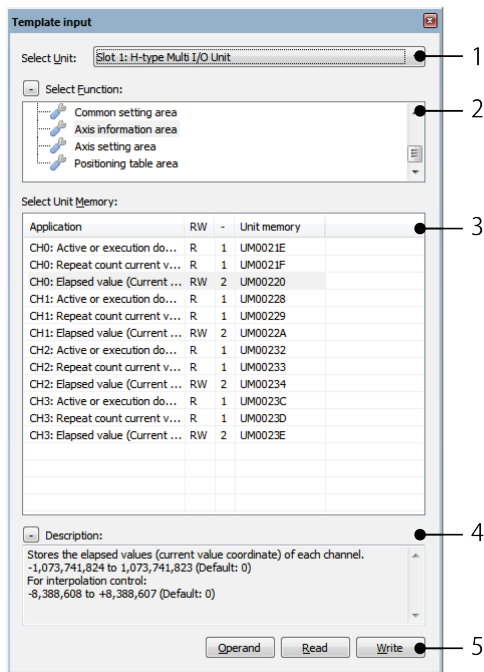 Template input
Select Unit: Slot 1: H-type Multi I/O Unit 1
- Select Function:
Common setting area 2
Axis information area
Axis setting area
Positioning table area
Select Unit Memory:
Application RW - Unit memory 3
CH0: Active or execution do... R 1 UM0021E
CH0: Repeat count current v... R 1 UM0021F
CH0: Elapsed value (Current ... RW 2 UM00220
CH1: Active or execution do... R 1 UM00228
CH1: Repeat count current v... R 1 UM00229
CH1: Elapsed value (Current ... RW 2 UM0022A
CH2: Active or execution do... R 1 UM00232
CH2: Repeat count current v... R 1 UM00233
CH2: Elapsed value (Current ... RW 2 UM00234
CH3: Active or execution do... R 1 UM0023C
CH3: Repeat count current v... R 1 UM0023D
CH3: Elapsed value (Current ... RW 2 UM0023E
- Description: 4
Stores the elapsed values (current value coordinate) of each channel.
-1,073,741,824 to 1,073,741,823 (Default: 0)
For interpolation control:
-8,388,608 to +8,388,607 (Default: 0)
Operand Read Write 5